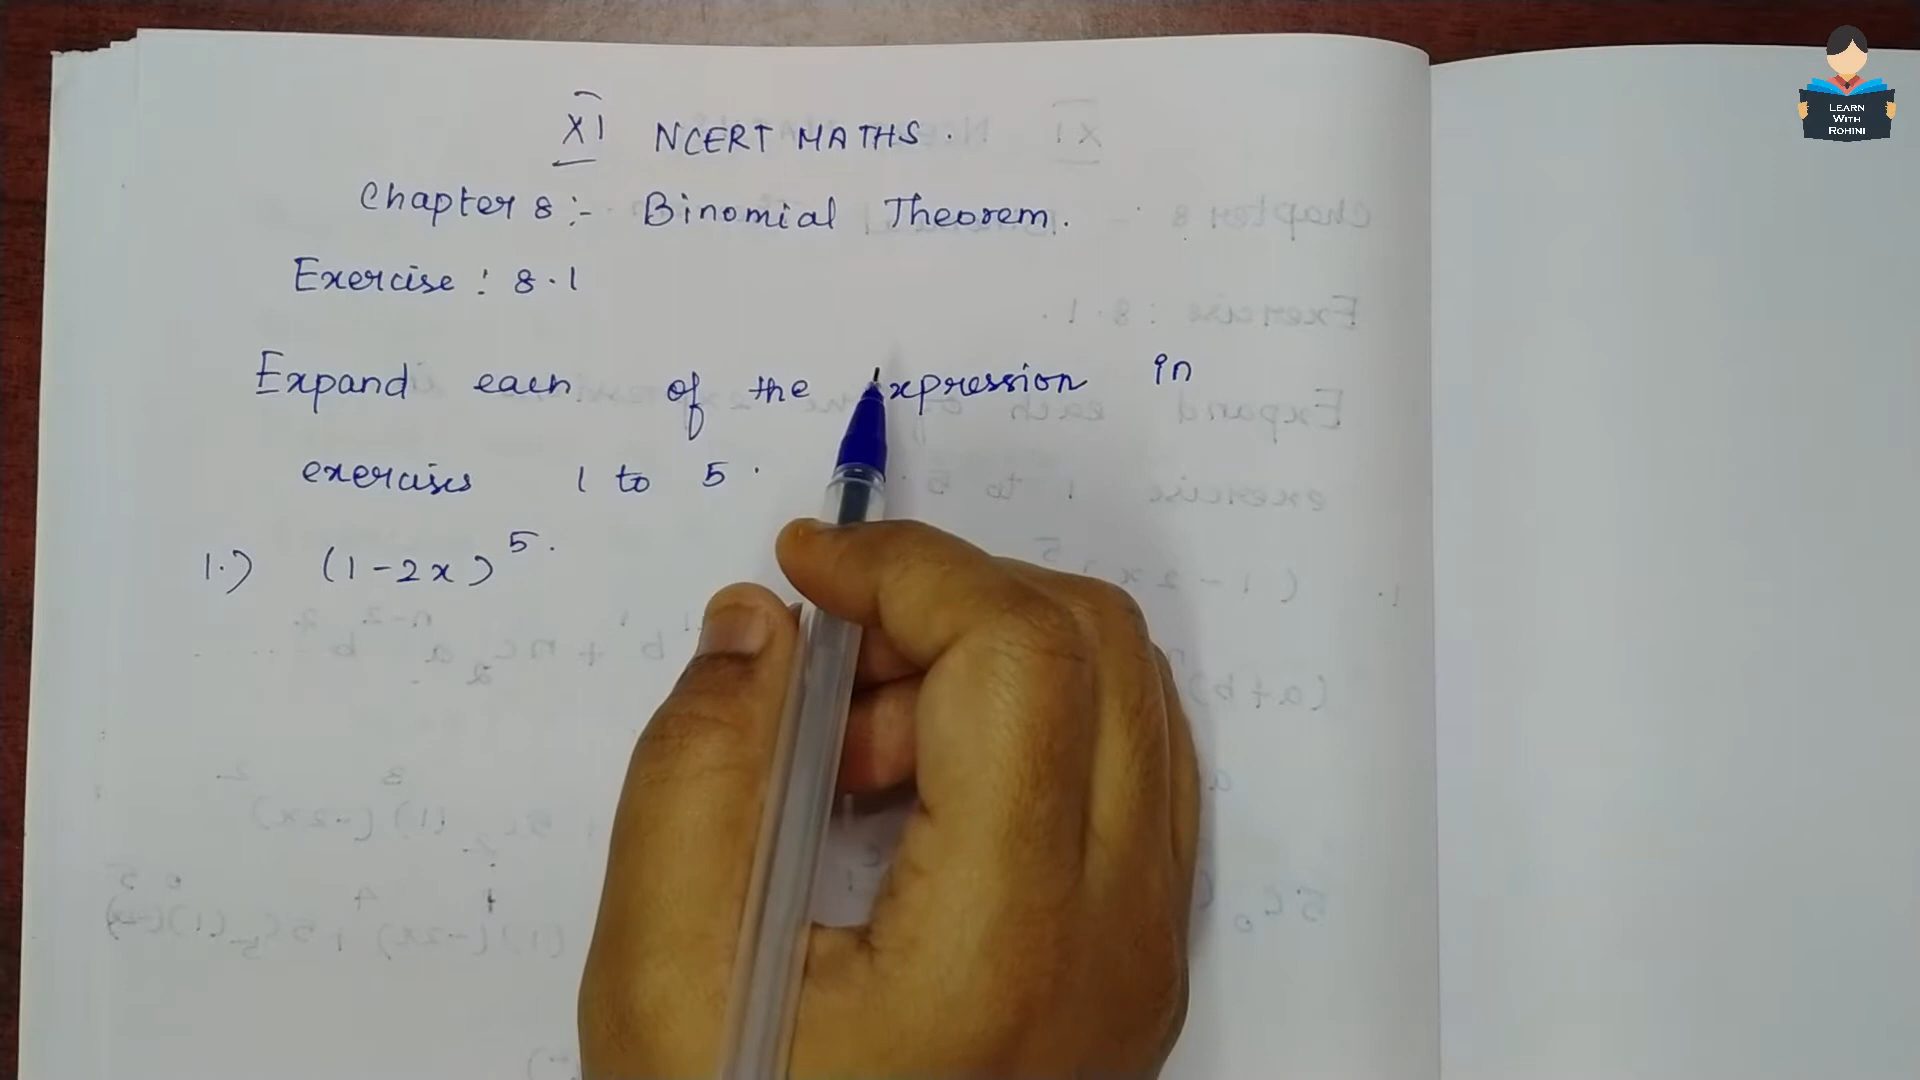 XI NCERT MATHS.
Chapter 8 :- Binomial Theorem.
Exercise : 8.1
Expand each of the expression in
exercises 1 to 5.
1.) (1-2x)^5.
LEARN
WITH
ROHINI